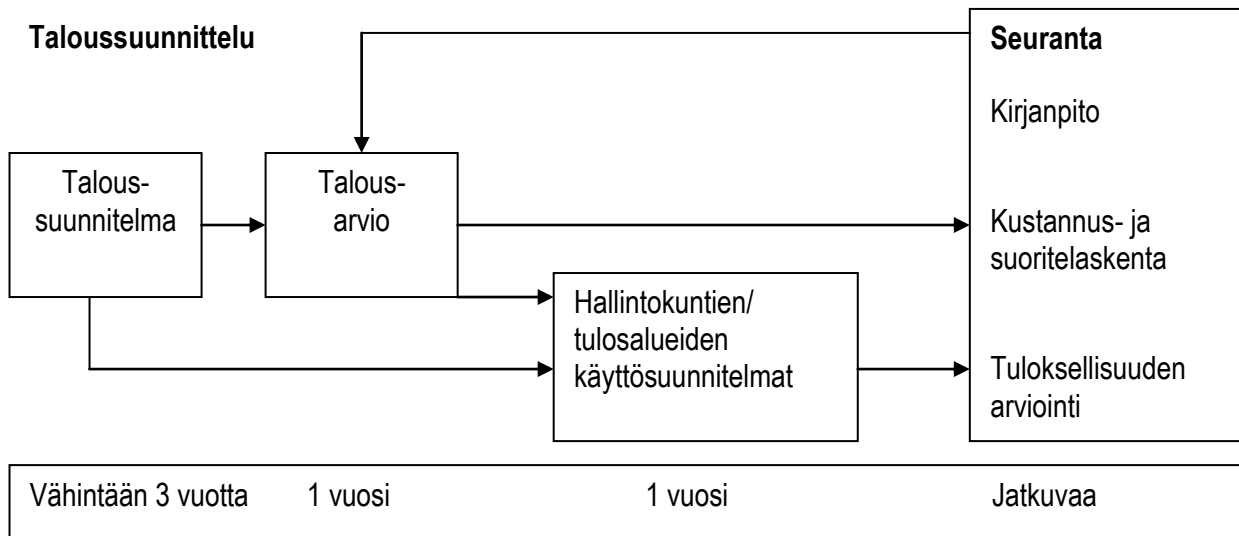 Taloussuunnittelu
Seuranta
Kirjanpito
Talous-
suunnitelma
Talous-
arvio
Kustannus- ja
suoritelaskenta
Hallintokuntien/
tulosalueiden
käyttösuunnitelmat
Tuloksellisuuden
arviointi
Vähintään 3 vuotta 1 vuosi 1 vuosi Jatkuvaa